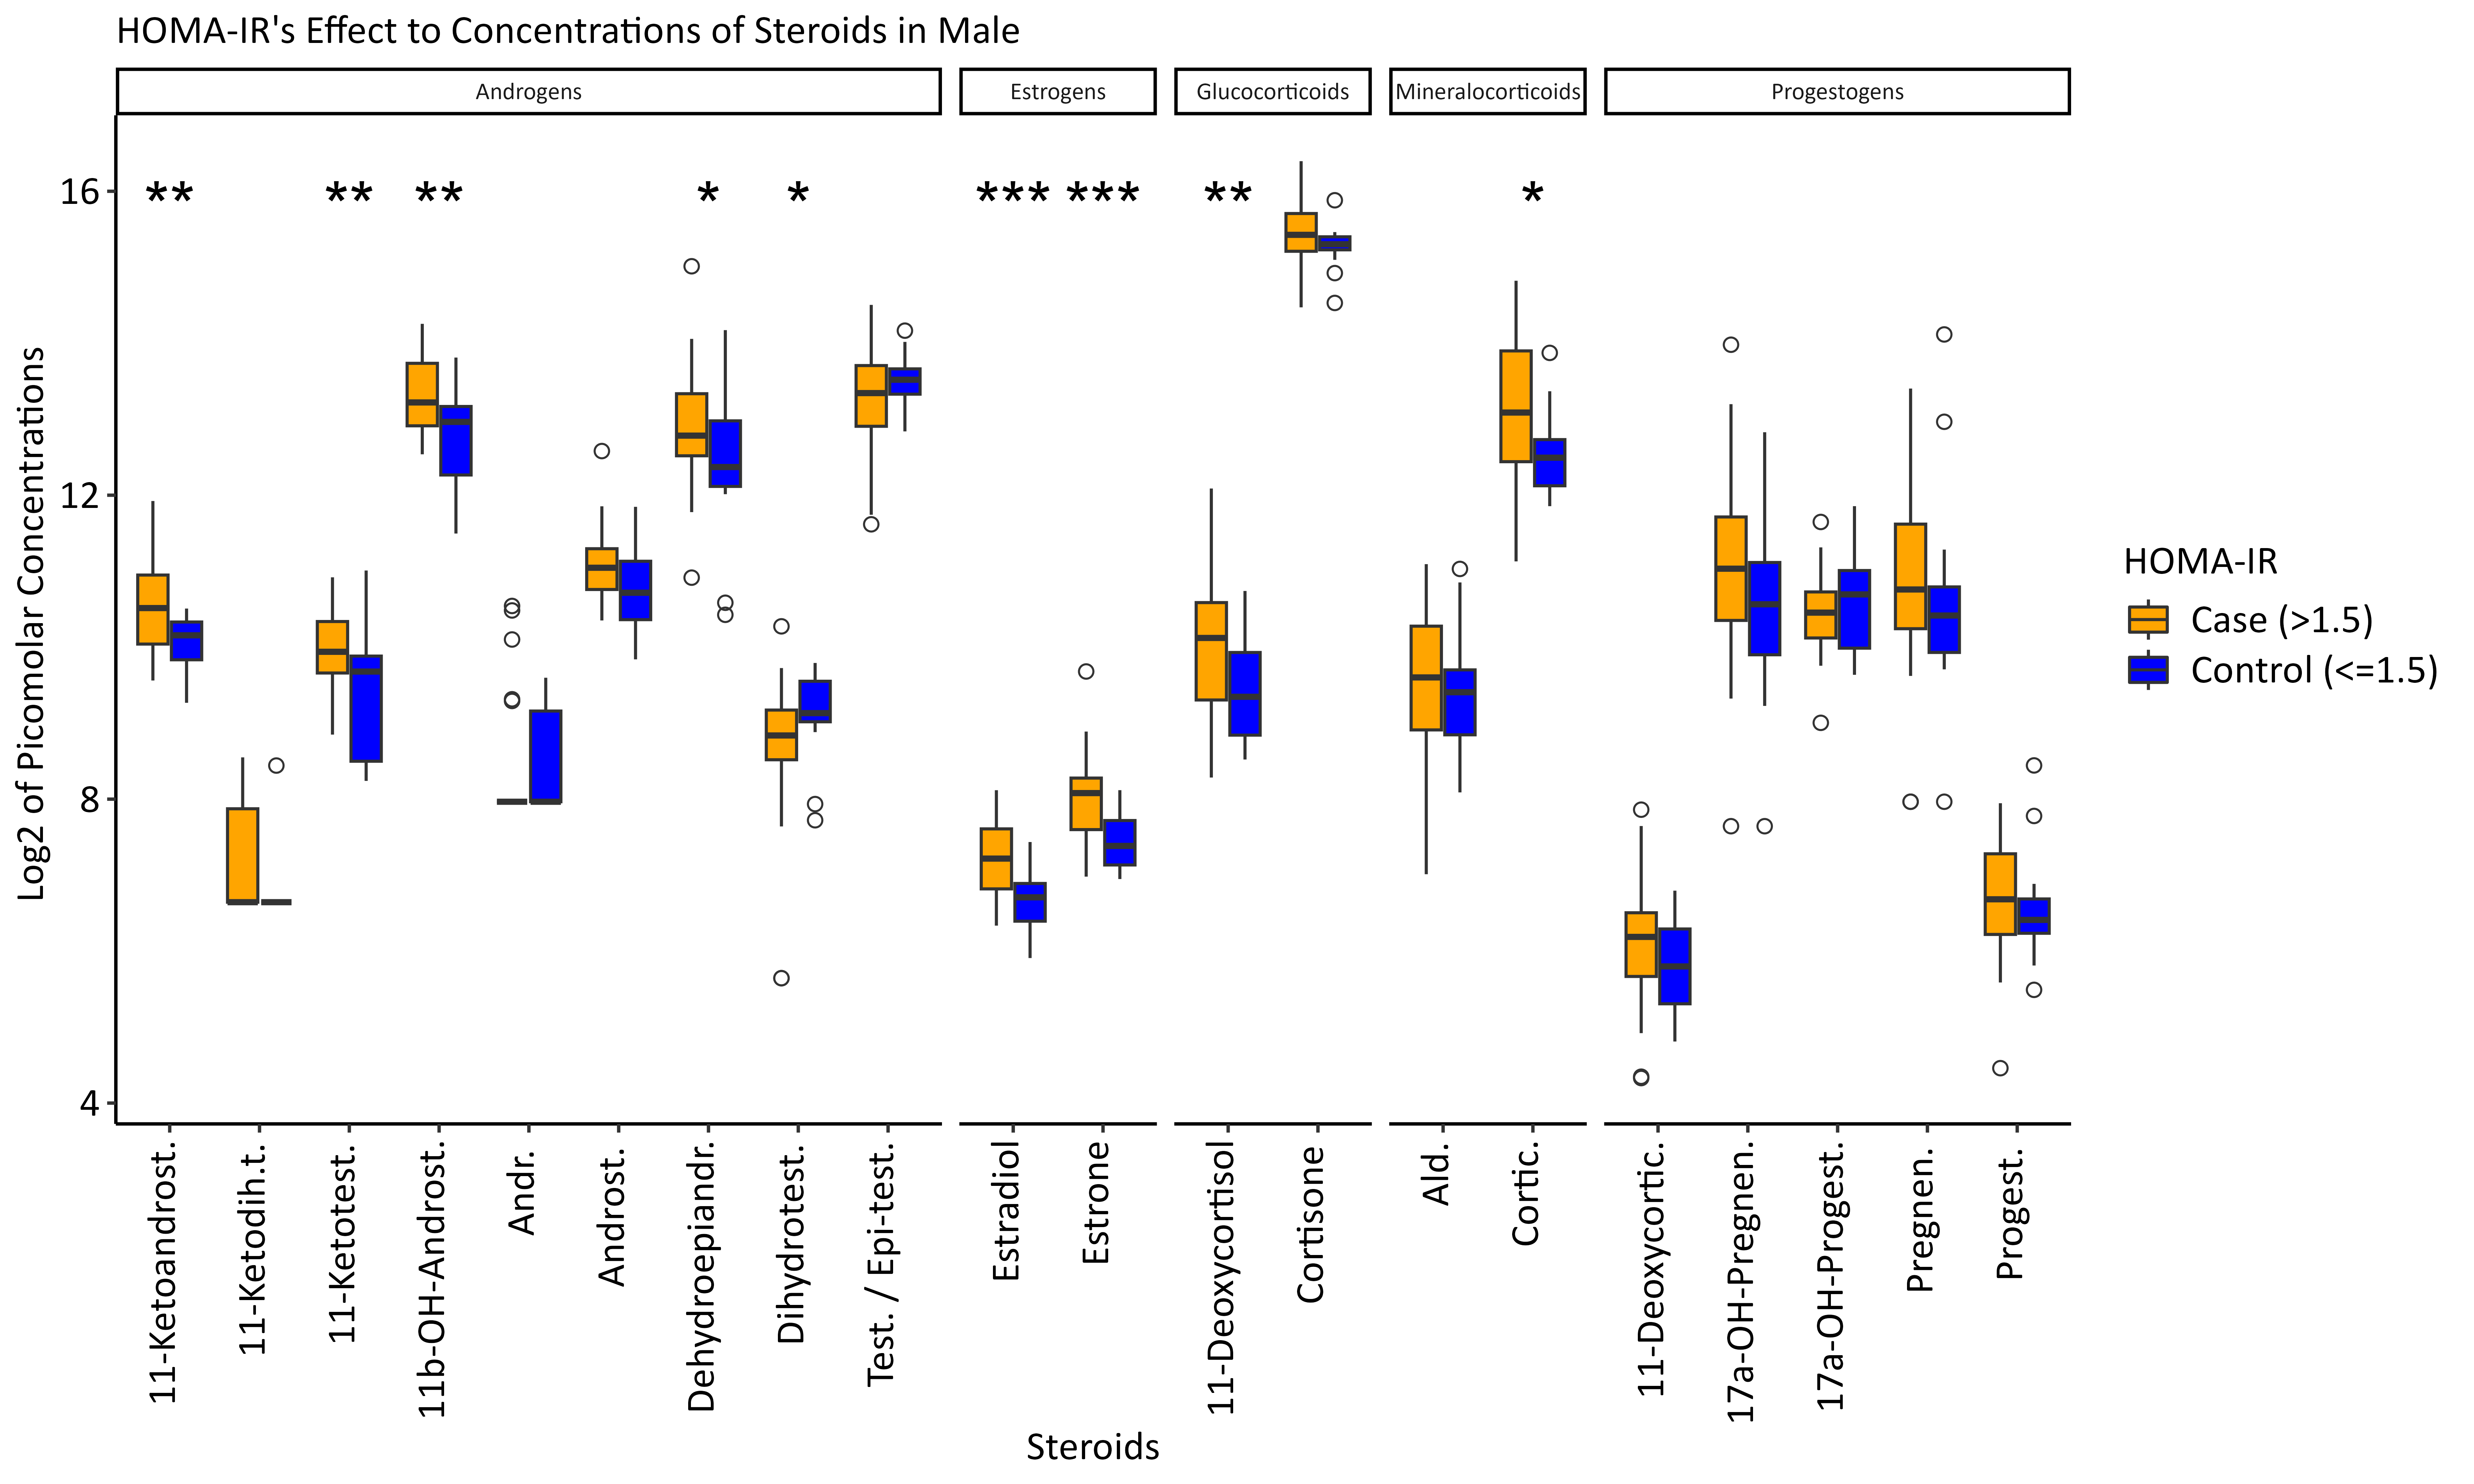 HOMA-IR's Effect to Concentrations of Steroids in Male
Androgens
Estrogens
Glucocorticoids
Mineralocorticoids
Progestogens
Log2 of Picomolar Concentrations
16
12
8
4
** ** ** * * *** *** ** *
11-Ketoandrost.
11-Ketodih.t.
11-Ketotest.
11b-OH-Androst.
Andr.
Androst.
Dehydroepiandr.
Dihydrotest.
Test. / Epi-test.
Estradiol
Estrone
11-Deoxycortisol
Cortisone
Ald.
Cortic.
11-Deoxycortic.
17a-OH-Pregnen.
17a-OH-Progest.
Pregnen.
Progest.
Steroids
HOMA-IR
Case (>1.5)
Control (<=1.5)